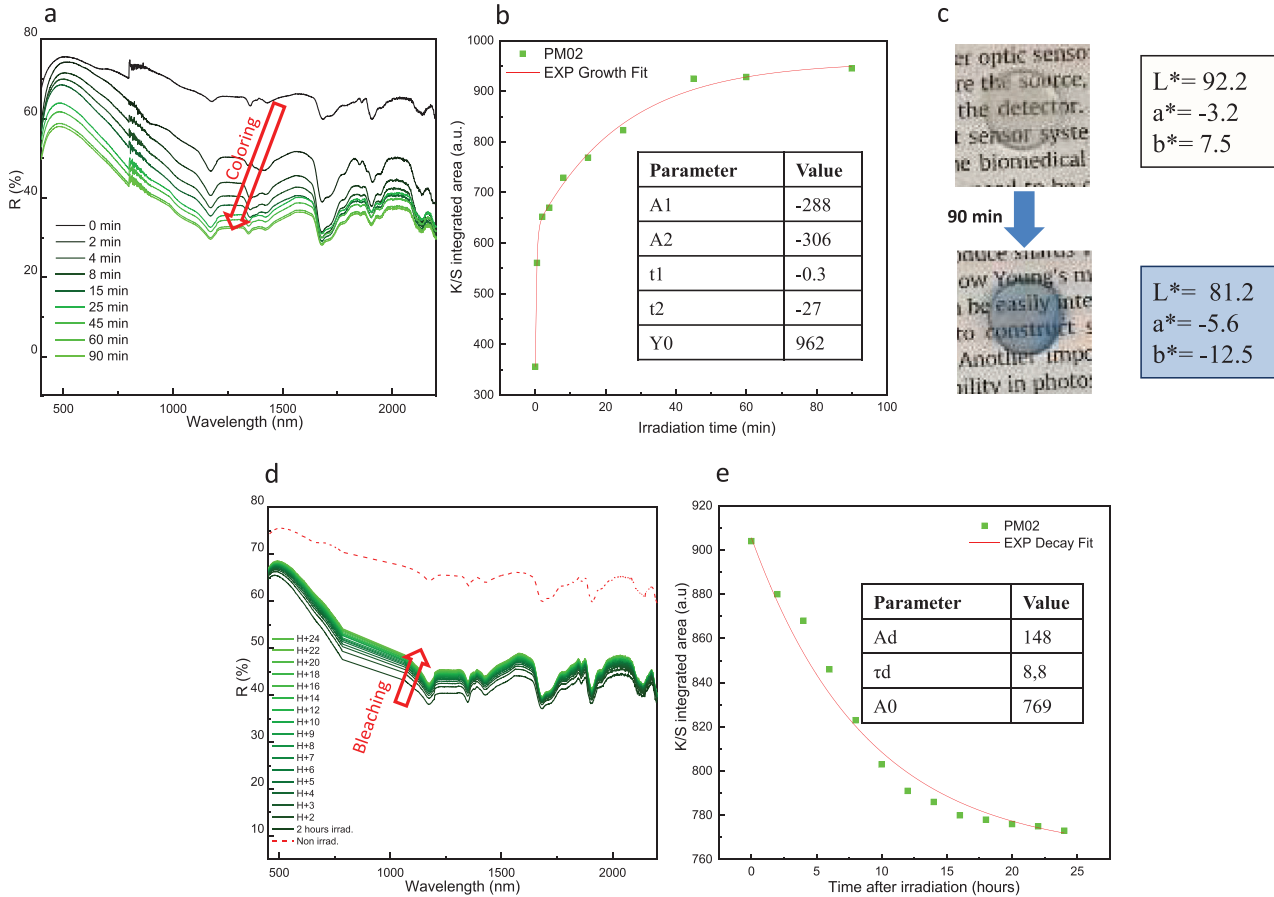 a
80
60
40
20
0
R (%)
Coloring
0 min
2 min
4 min
8 min
15 min
25 min
45 min
60 min
90 min
500
1000
1500
2000
Wavelength (nm)
b
1000
900
800
700
600
500
400
300
K/S integrated area (a.u.)
PM02
EXP Growth Fit
Parameter Value
A1 -288
A2 -306
t1 -0.3
t2 -27
Y0 962
0
20
40
60
80
100
Irradiation time (min)
c
er optic senso
re the source,
the detector.
t sensor syste
ne biomedical
90 min
ow Young's m
n be easily inte
to construct s
Another impo
ility in photos
L*= 92.2
a*= -3.2
b*= 7.5
L*= 81.2
a*= -5.6
b*= -12.5
d
80
70
60
50
40
30
20
10
R (%)
Bleaching
H+24
H+22
H+20
H+18
H+16
H+14
H+12
H+10
H+9
H+8
H+7
H+6
H+5
H+4
H+3
H+2
2 hours irrad.
Non irrad.
500
1000
1500
2000
Wavelength (nm)
e
920
900
880
860
840
820
800
780
760
K/S integrated area (a.u)
PM02
EXP Decay Fit
Parameter Value
Ad 148
τd 8,8
A0 769
0
5
10
15
20
25
Time after irradiation (hours)